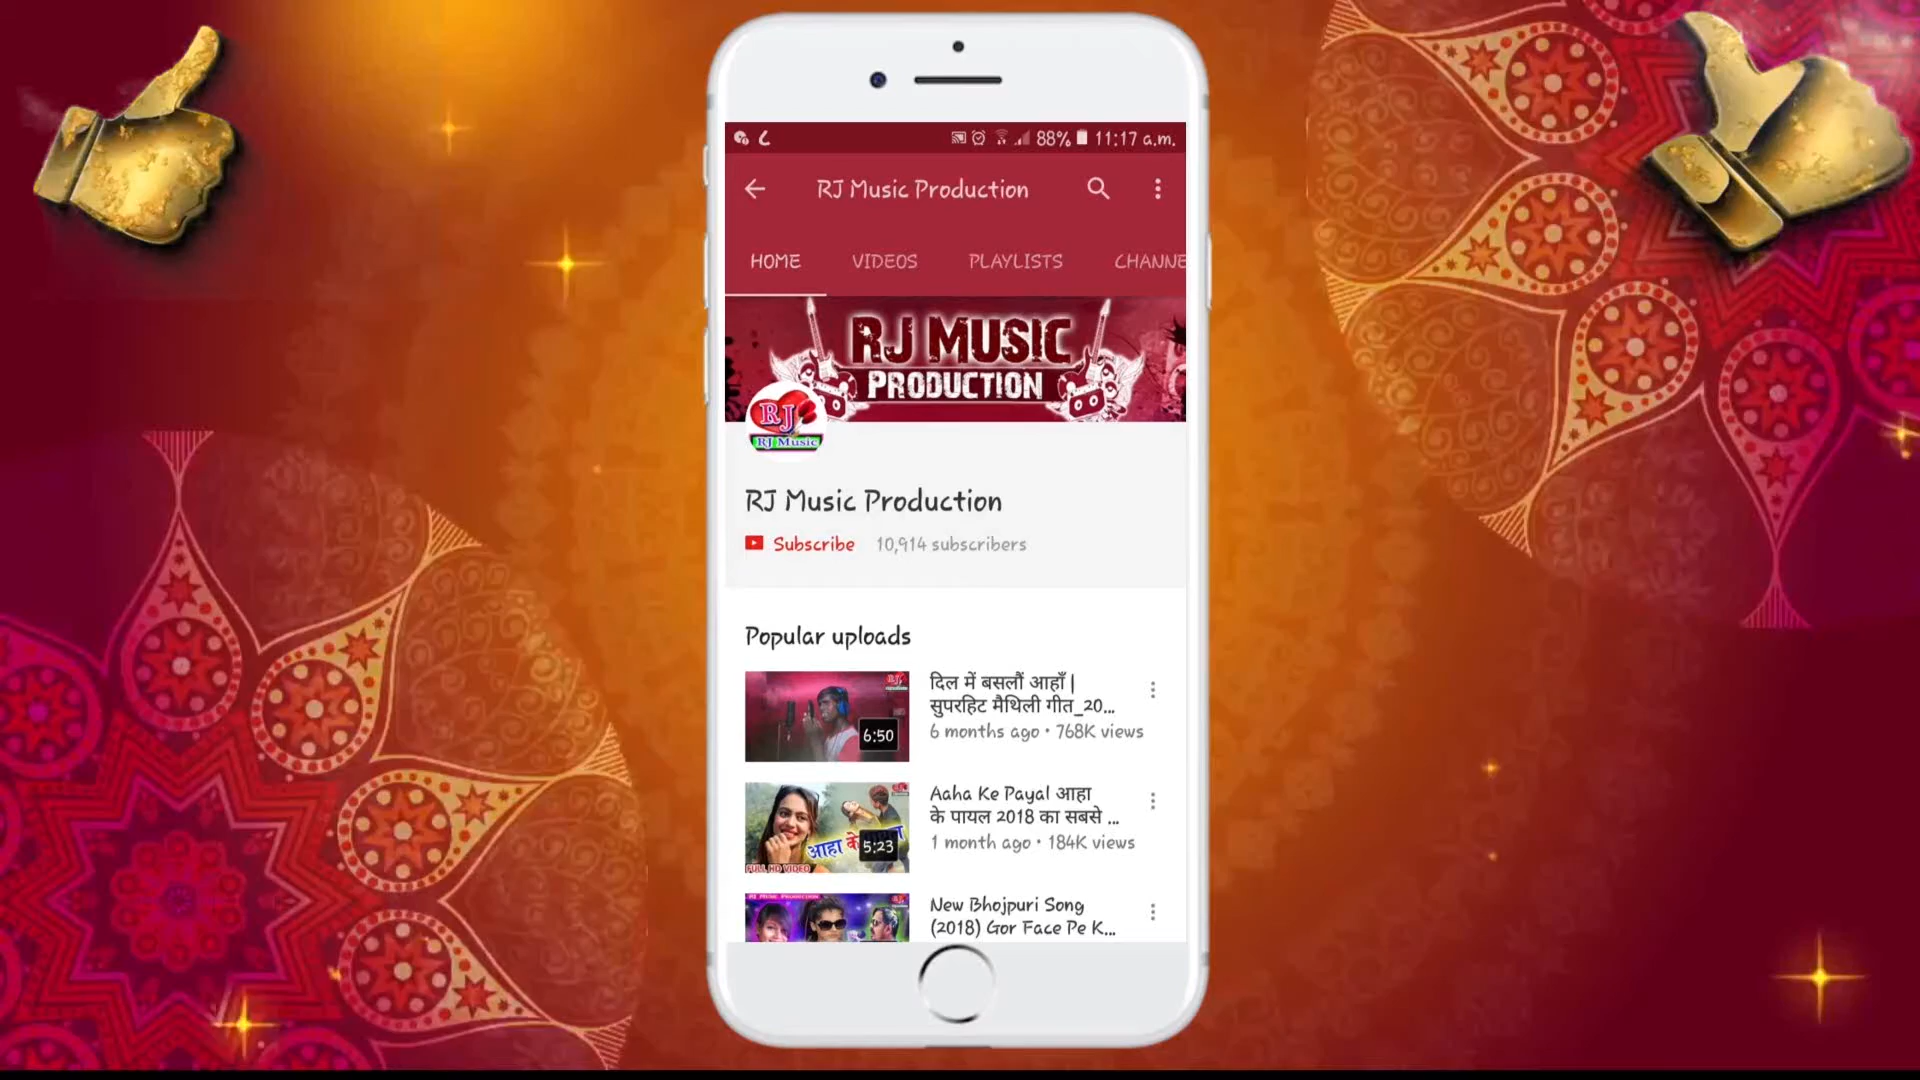 88% 11:17 a.m.
RJ Music Production
HOME VIDEOS PLAYLISTS CHANNE
RJ MUSIC
PRODUCTION
RJ
RJ Music
RJ Music Production
Subscribe 10,914 subscribers
Popular uploads
दिल में बसलौं आहाँ |
सुपरहिट मैथिली गीत_20...
6 months ago • 768K views
6:50
Aaha Ke Payal आहा
के पायल 2018 का सबसे ...
1 month ago • 184K views
आहा के
5:23
FULL HD VIDEO
New Bhojpuri Song
(2018) Gor Face Pe K...
RJ MUSIC PRODUCTION